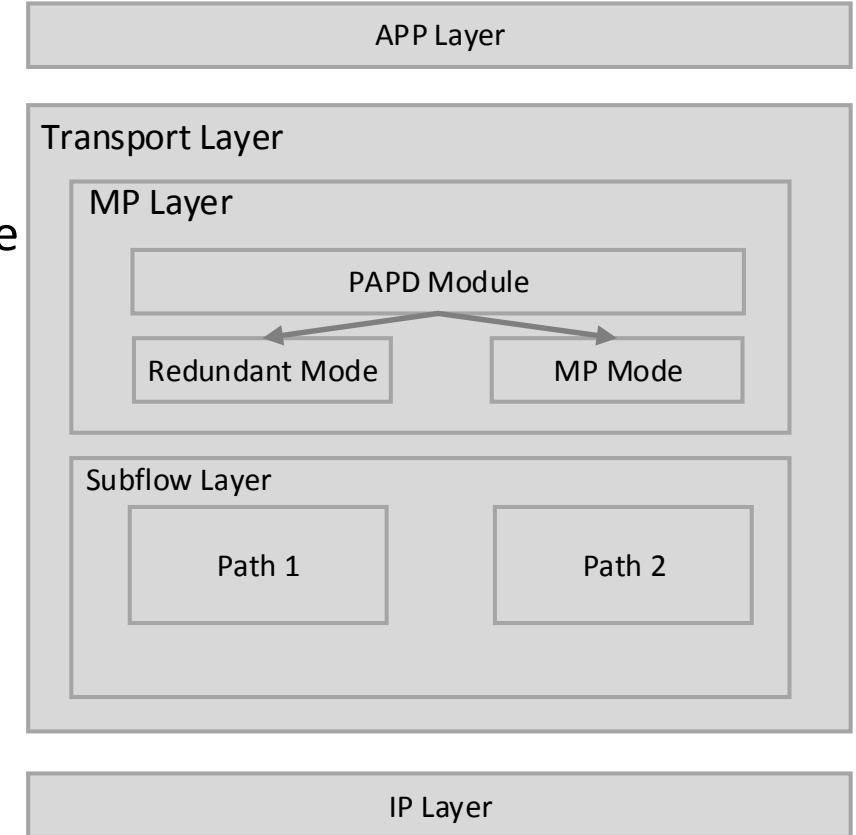 APP Layer
Transport Layer
MP Layer
e
PAPD Module
Redundant Mode MP Mode
Subflow Layer
Path 1 Path 2
IP Layer